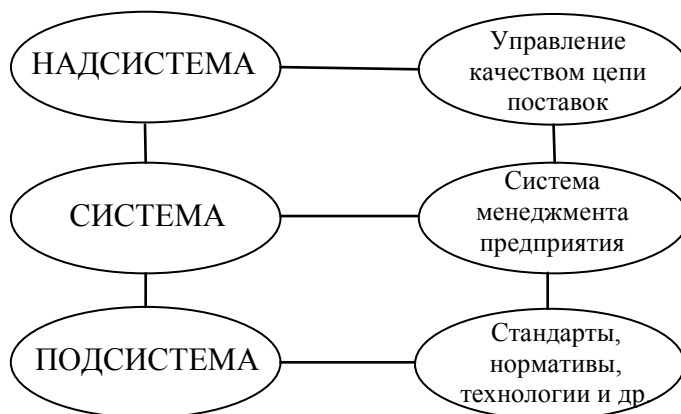 НАДСИСТЕМА
Управление
качеством цепи
поставок
СИСТЕМА
Система
менеджмента
предприятия
ПОДСИСТЕМА
Стандарты,
нормативы,
технологии и др.